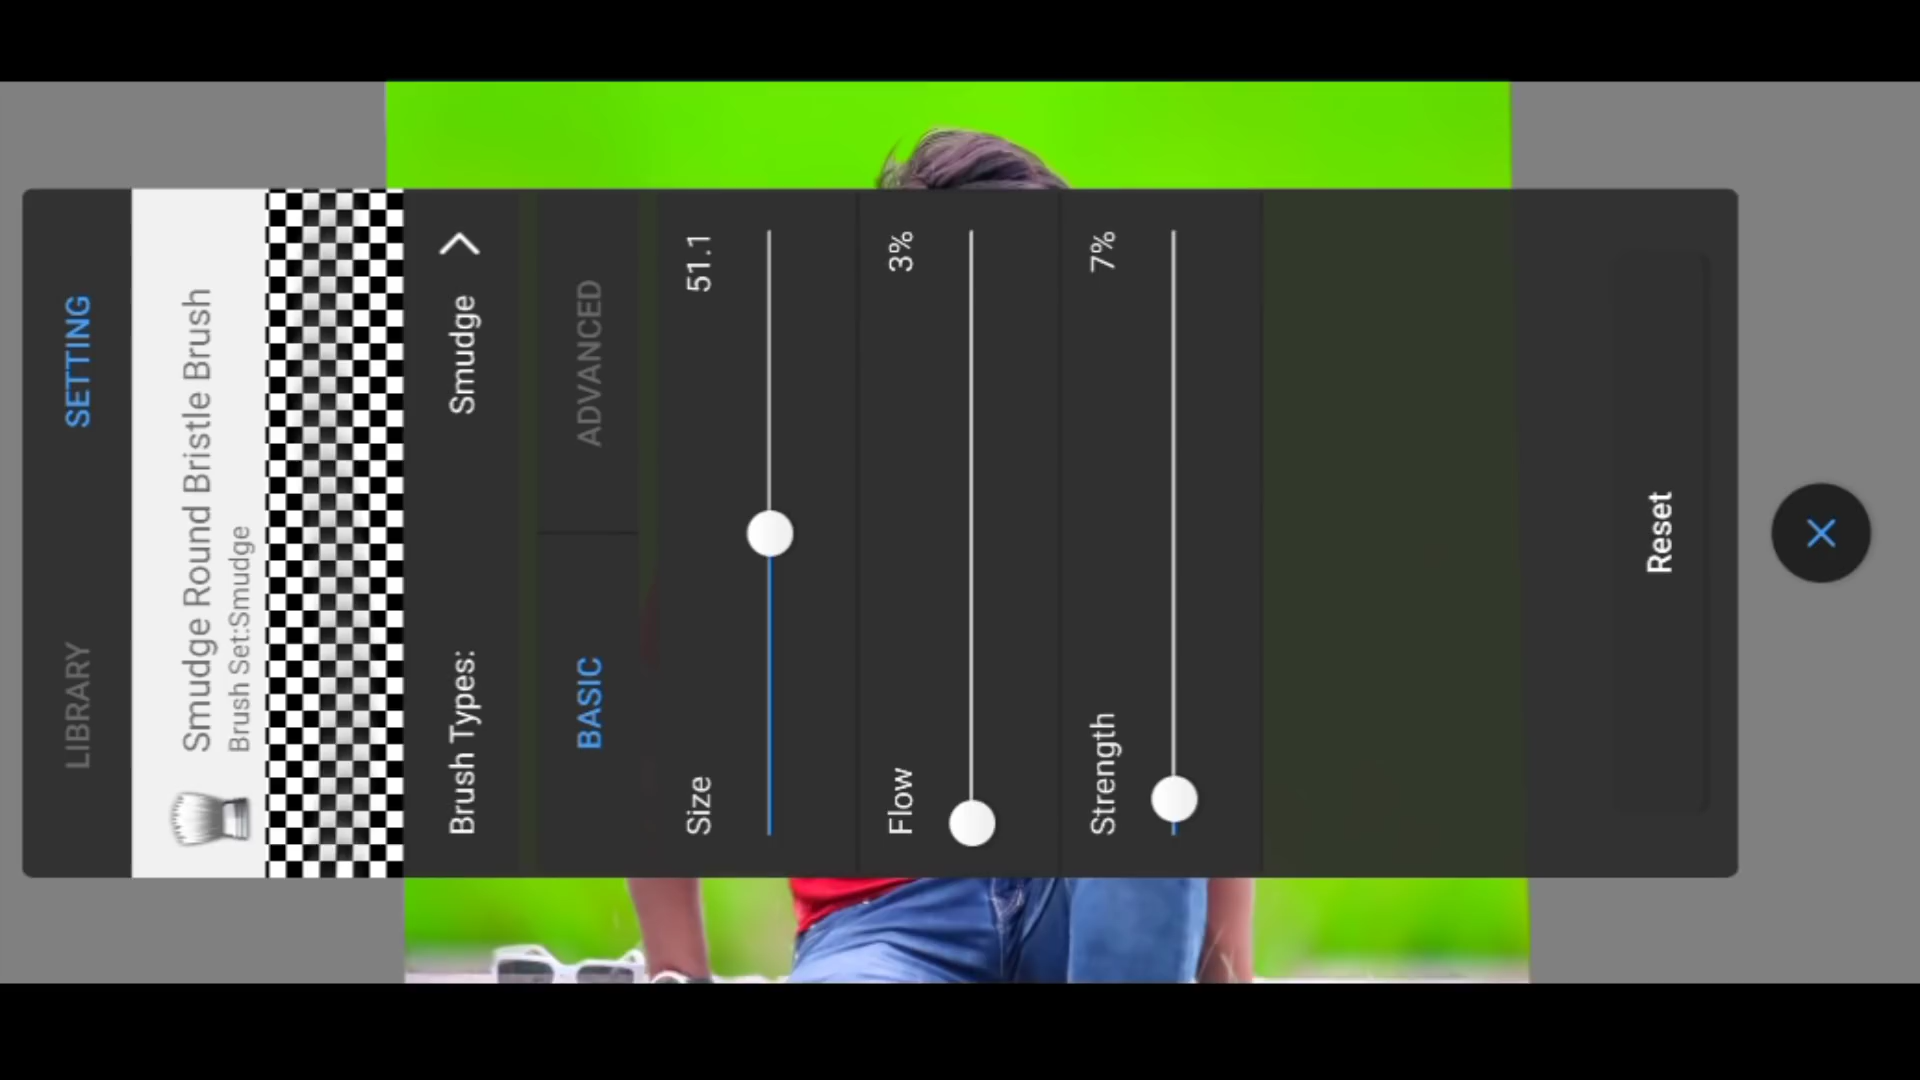 LIBRARY SETTING
Smudge Round Bristle Brush
Brush Set:Smudge
Brush Types: Smudge
BASIC ADVANCED
Size 51.1
Flow 3%
Strength 7%
Reset